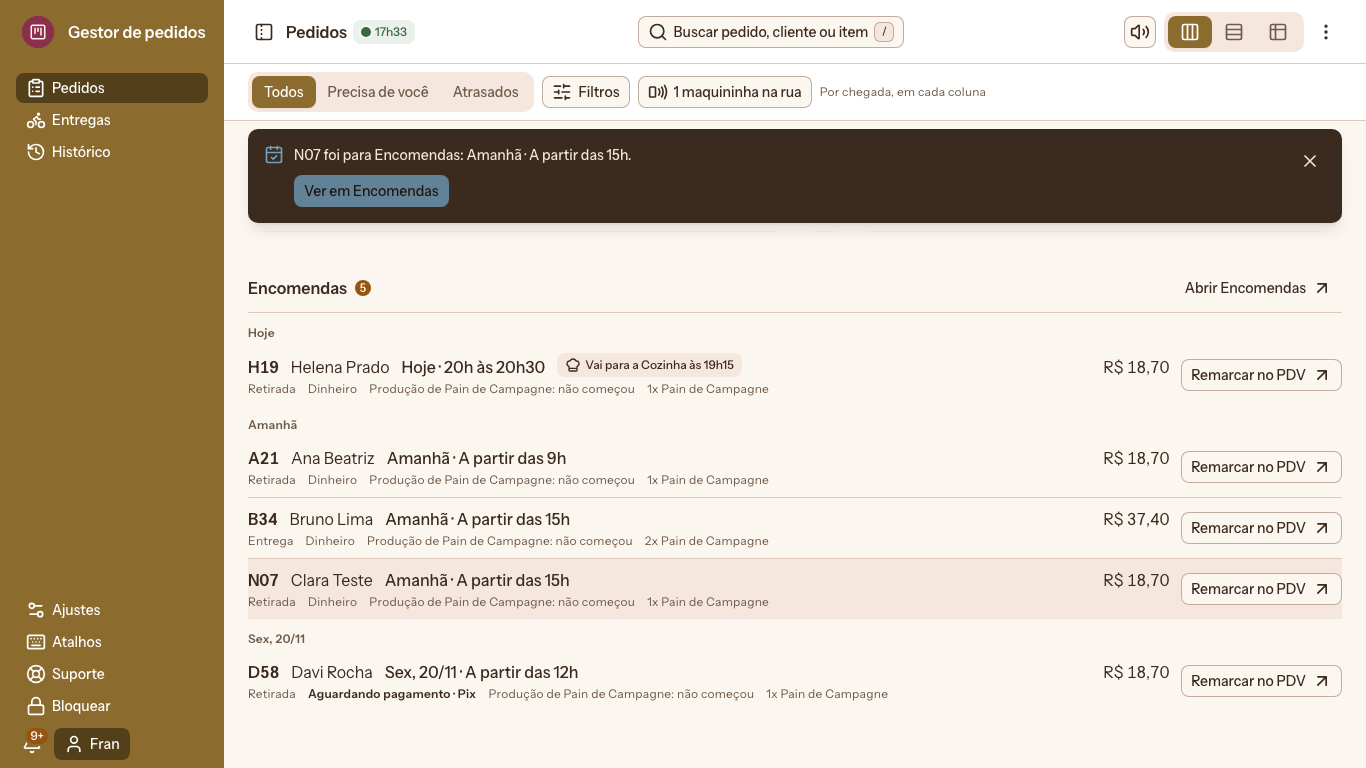 Gestor de pedidos
Pedidos
Entregas
Histórico
Ajustes
Atalhos
Suporte
Bloquear
9+
Fran
Pedidos
17h33
Buscar pedido, cliente ou item /
Todos
Precisa de você
Atrasados
Filtros
1 maquininha na rua
Por chegada, em cada coluna
N07 foi para Encomendas: Amanhã · A partir das 15h.
Ver em Encomendas
Encomendas 5
Abrir Encomendas
Hoje
H19 Helena Prado Hoje · 20h às 20h30 Vai para a Cozinha às 19h15 R$ 18,70 Remarcar no PDV
Retirada Dinheiro Produção de Pain de Campagne: não começou 1x Pain de Campagne
Amanhã
A21 Ana Beatriz Amanhã · A partir das 9h R$ 18,70 Remarcar no PDV
Retirada Dinheiro Produção de Pain de Campagne: não começou 1x Pain de Campagne
B34 Bruno Lima Amanhã · A partir das 15h R$ 37,40 Remarcar no PDV
Entrega Dinheiro Produção de Pain de Campagne: não começou 2x Pain de Campagne
N07 Clara Teste Amanhã · A partir das 15h R$ 18,70 Remarcar no PDV
Retirada Dinheiro Produção de Pain de Campagne: não começou 1x Pain de Campagne
Sex, 20/11
D58 Davi Rocha Sex, 20/11 · A partir das 12h R$ 18,70 Remarcar no PDV
Retirada Aguardando pagamento · Pix Produção de Pain de Campagne: não começou 1x Pain de Campagne